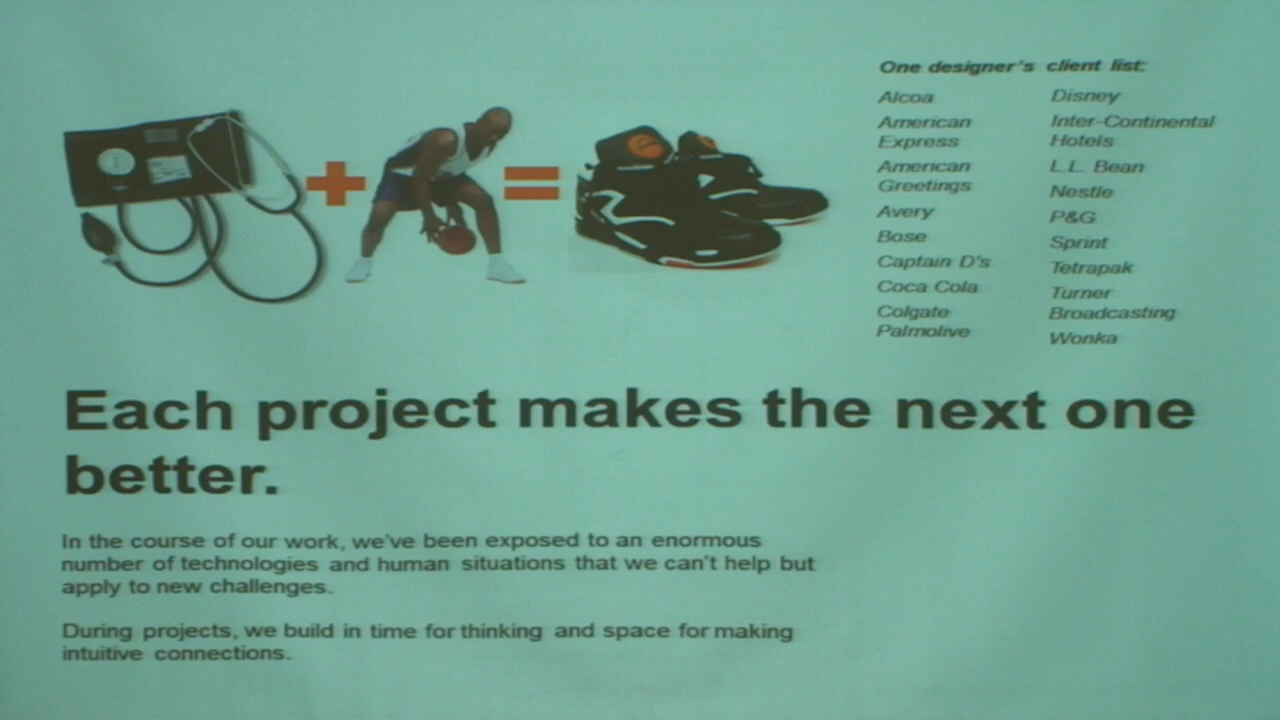 One designer's client list:
Alcoa
American
Express
American
Greetings
Avery
Bose
Captain D's
Coca Cola
Colgate
Palmolive
Disney
Inter-Continental
Hotels
L.L. Bean
Nestle
P&G
Sprint
Tetrapak
Turner
Broadcasting
Wonka
Each project makes the next one
better.
In the course of our work, we've been exposed to an enormous
number of technologies and human situations that we can't help but
apply to new challenges.
During projects, we build in time for thinking and space for making
intuitive connections.